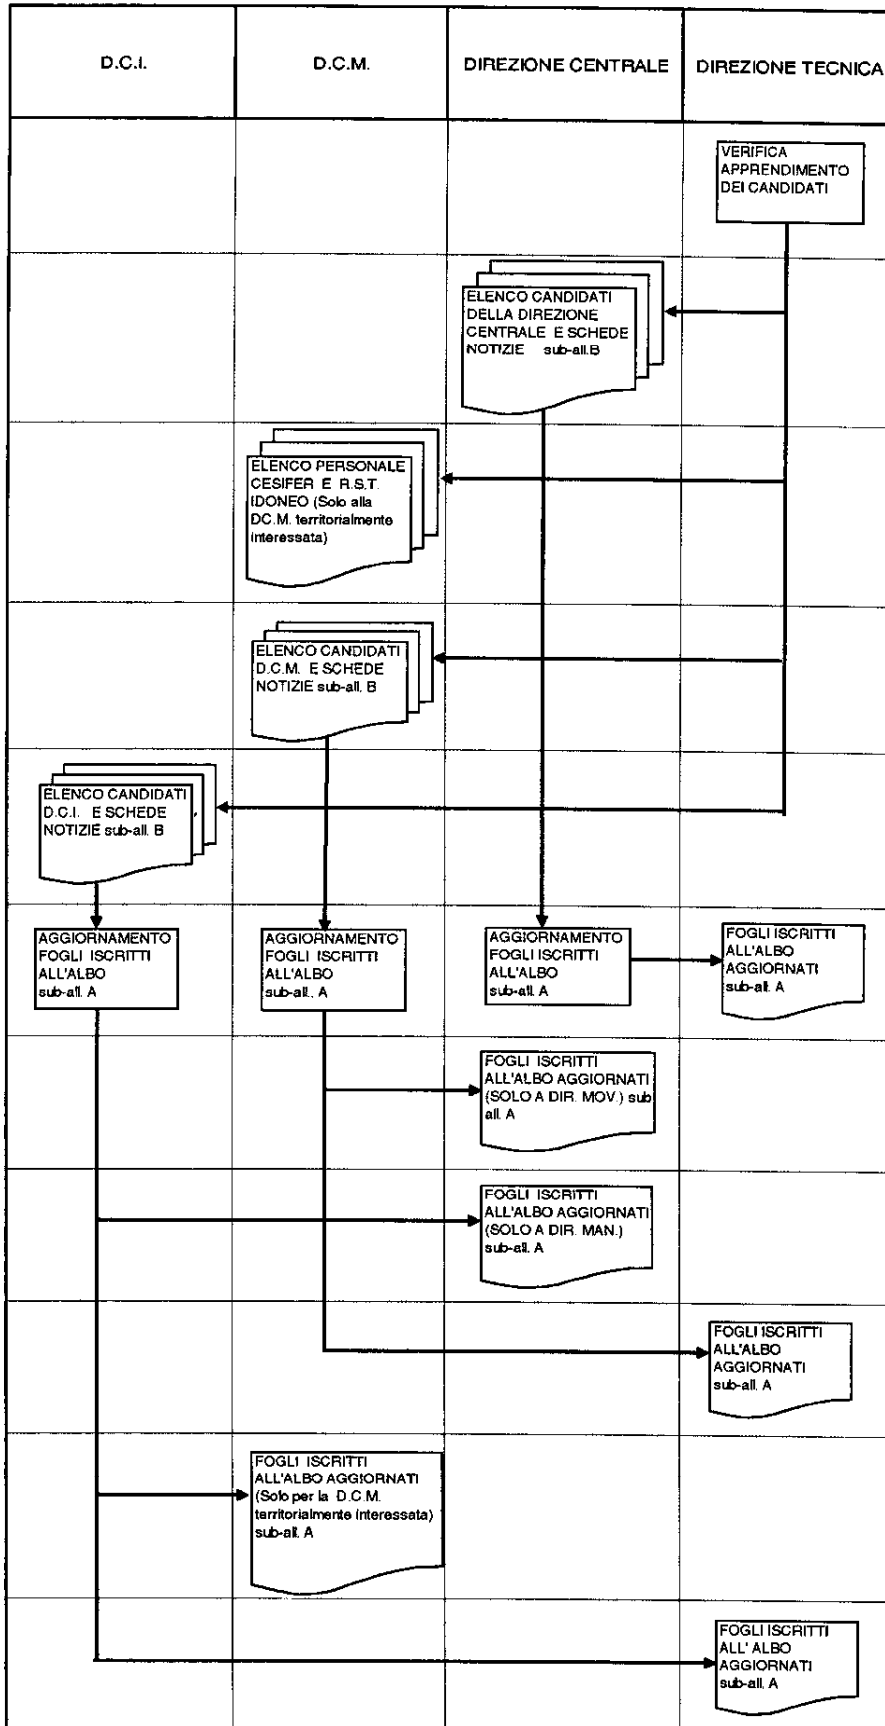 D.C.I.
D.C.M.
DIREZIONE CENTRALE
DIREZIONE TECNICA
VERIFICA
APPRENDIMENTO
DEI CANDIDATI
ELENCO CANDIDATI
DELLA DIREZIONE
CENTRALE E SCHEDE
NOTIZIE sub-all.B
ELENCO PERSONALE
CESIFER E R.S.T.
IDONEO (Solo alla
DC.M. territorialmente
interessata)
ELENCO CANDIDATI
D.C.M. E SCHEDE
NOTIZIE sub-all. B
ELENCO CANDIDATI
D.C.I. E SCHEDE
NOTIZIE sub-all. B
AGGIORNAMENTO
FOGLI ISCRITTI
ALL'ALBO
sub-all. A
AGGIORNAMENTO
FOGLI ISCRITTI
ALL'ALBO
sub-all., A
AGGIORNAMENTO
FOGLI ISCRITTI
ALL'ALBO
sub-all. A
FOGLI ISCRITTI
ALL'ALBO
AGGIORNATI
sub-all. A
FOGLI ISCRITTI
ALL'ALBO AGGIORNATI
(SOLO A DIR. MOV.) sub
all. A
FOGLI ISCRITTI
ALL'ALBO AGGIORNATI
(SOLO A DIR. MAN.)
sub-all. A
FOGLI ISCRITTI
ALL'ALBO
AGGIORNATI
sub-all. A
FOGLI ISCRITTI
ALL'ALBO AGGIORNATI
(Solo per la D.C.M.
territorialmente interessata)
sub-all. A
FOGLI ISCRITTI
ALL' ALBO
AGGIORNATI
sub-all. A